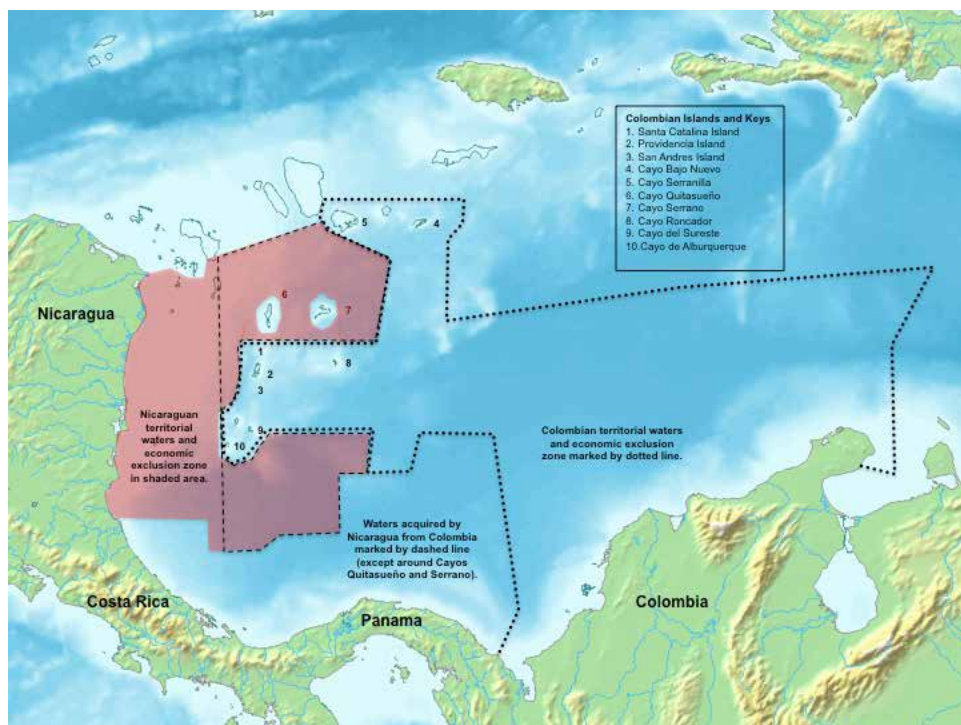 Colombian Islands and Keys
1. Santa Catalina Island
2. Providencia Island
3. San Andres Island
4. Cayo Bajo Nuevo
5. Cayo Serranilla
6. Cayo Quitasueño
7. Cayo Serrano
8. Cayo Roncador
9. Cayo del Sureste
10.Cayo de Alburquerque
5
4
Nicaragua
6
7
1
2
8
3
9
10
Nicaraguan
territorial
waters and
economic
exclusion zone
in shaded area.
Colombian territorial waters
and economic exclusion
zone marked by dotted line.
Waters acquired by
Nicaragua from Colombia
marked by dashed line
(except around Cayos
Quitasueño and Serrano).
Costa Rica
Panama
Colombia